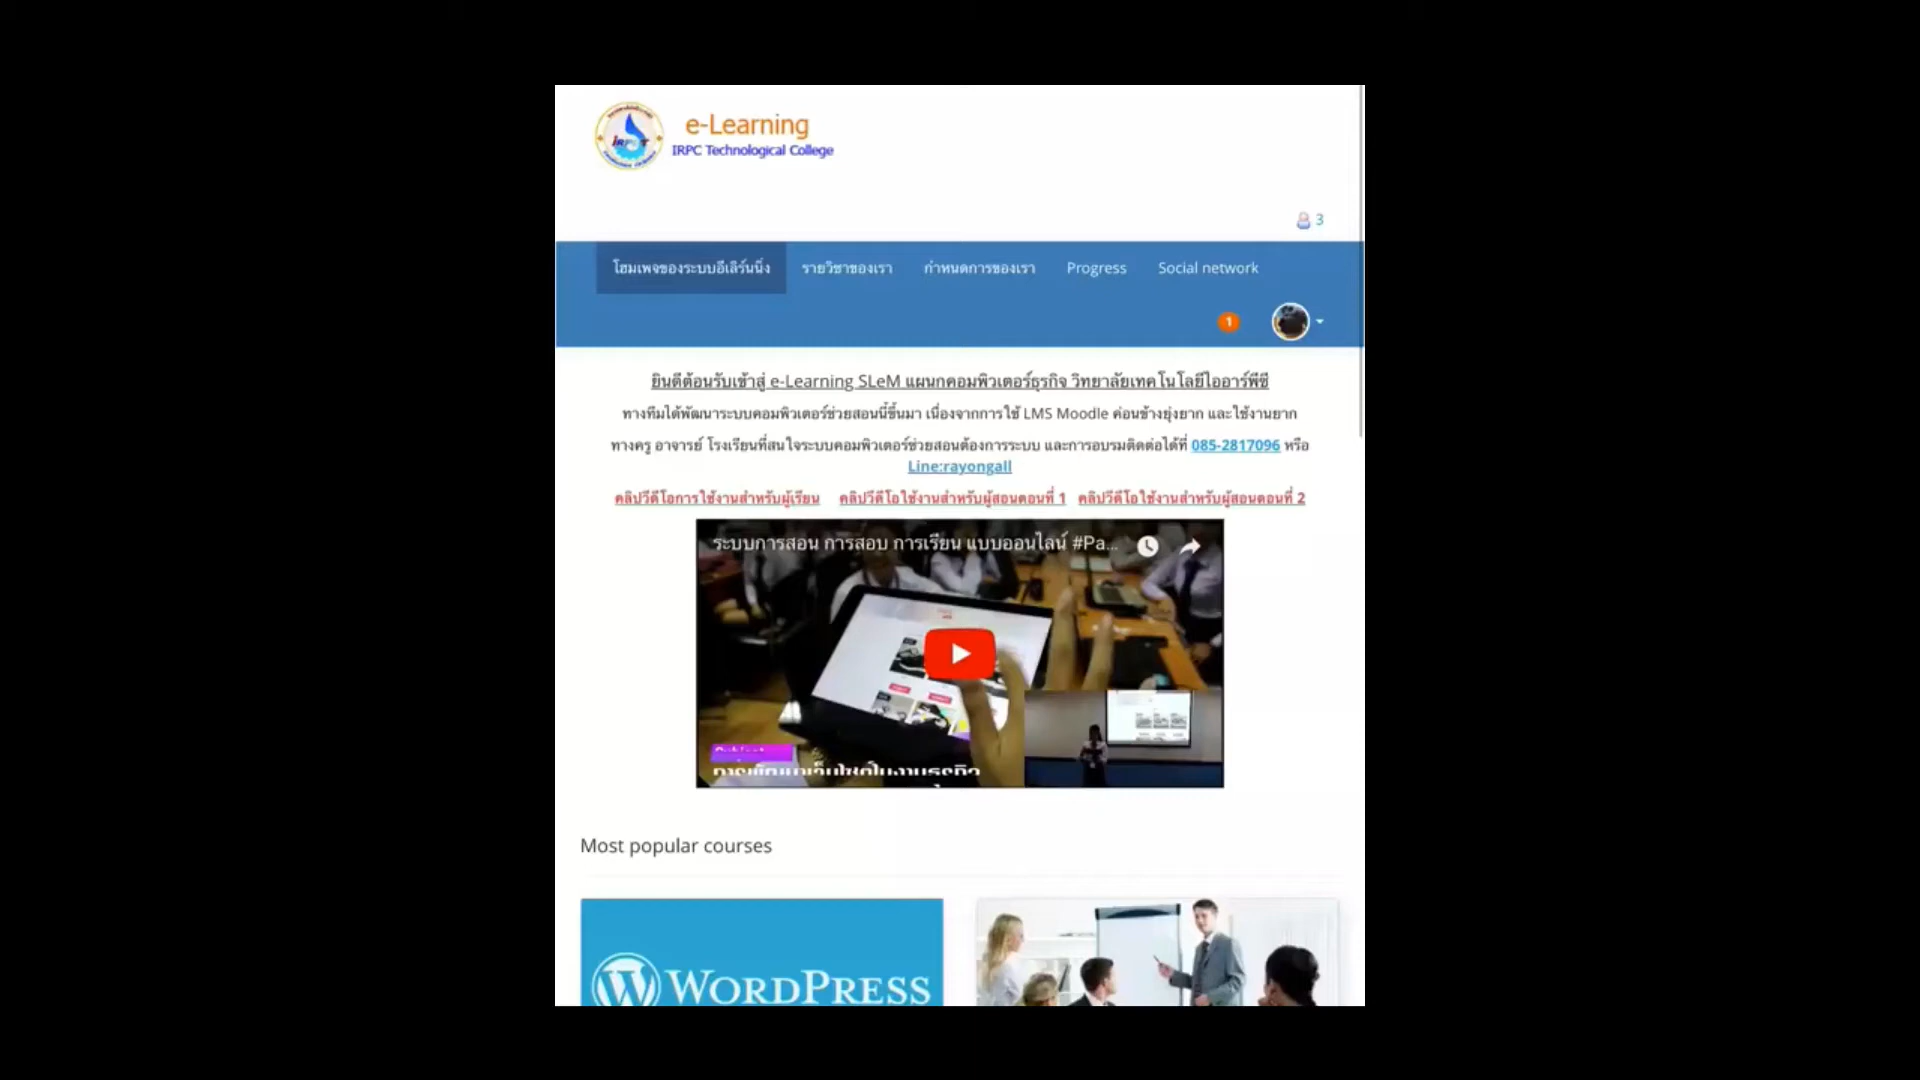 e-Learning
IRPC Technological College
3
โฮมเพจของระบบอีเลิร์นนิ่ง รายวิชาของเรา กำหนดการของเรา Progress Social network
1
ยินดีต้อนรับเข้าสู่ e-Learning SLeM แผนกคอมพิวเตอร์ธุรกิจ วิทยาลัยเทคโนโลยีไออาร์พีซี
ทางทีมได้พัฒนาระบบคอมพิวเตอร์ช่วยสอนนี้ขึ้นมา เนื่องจากการใช้ LMS Moodle ค่อนข้างยุ่งยาก และใช้งานยาก
ทางครู อาจารย์ โรงเรียนที่สนใจระบบคอมพิวเตอร์ช่วยสอนต้องการระบบ และการอบรมติดต่อได้ที่ 085-2817096 หรือ
Line:rayongall
คลิปวีดีโอการใช้งานสำหรับผู้เรียน คลิปวีดีโอใช้งานสำหรับผู้สอนตอนที่ 1 คลิปวีดีโอใช้งานสำหรับผู้สอนตอนที่ 2
ระบบการสอน การสอบ การเรียน แบบออนไลน์ #Pa...
Most popular courses
WORDPRESS